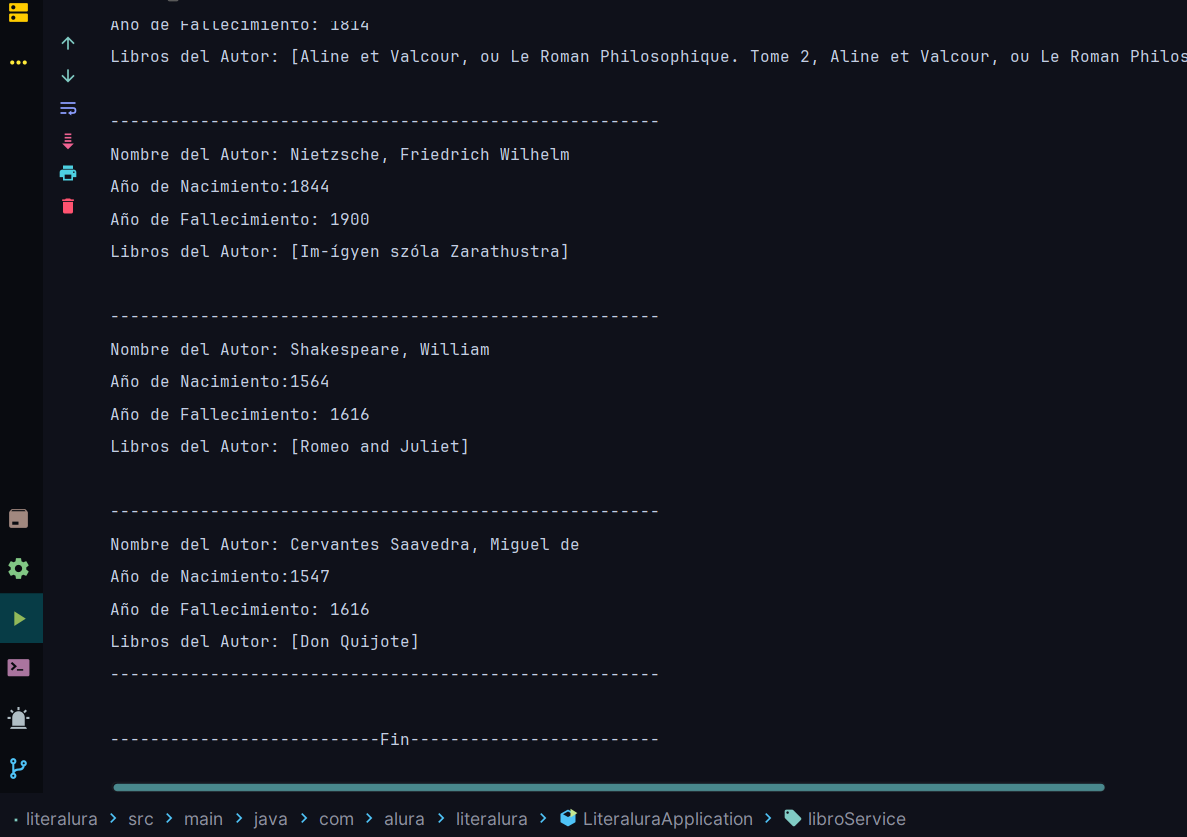 Año de Fallecimiento: 1814
Libros del Autor: [Aline et Valcour, ou Le Roman Philosophique. Tome 2, Aline et Valcour, ou Le Roman Philos
-------------------------------------------------------
Nombre del Autor: Nietzsche, Friedrich Wilhelm
Año de Nacimiento:1844
Año de Fallecimiento: 1900
Libros del Autor: [Im-ígyen szóla Zarathustra]
-------------------------------------------------------
Nombre del Autor: Shakespeare, William
Año de Nacimiento:1564
Año de Fallecimiento: 1616
Libros del Autor: [Romeo and Juliet]
-------------------------------------------------------
Nombre del Autor: Cervantes Saavedra, Miguel de
Año de Nacimiento:1547
Año de Fallecimiento: 1616
Libros del Autor: [Don Quijote]
-------------------------------------------------------
---------------------------Fin-------------------------
literalura > src > main > java > com > alura > literalura > LiteraluraApplication > libroService